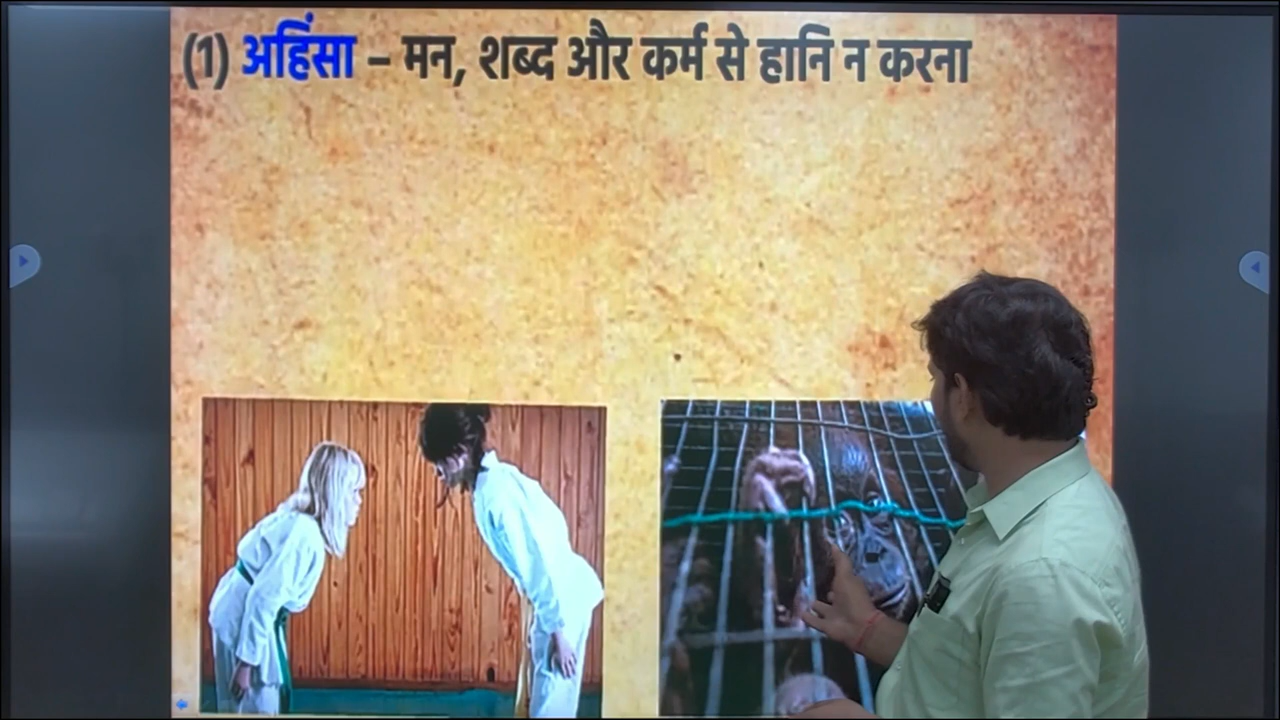 (1) अहिंसा – मन, शब्द और कर्म से हानि न करना